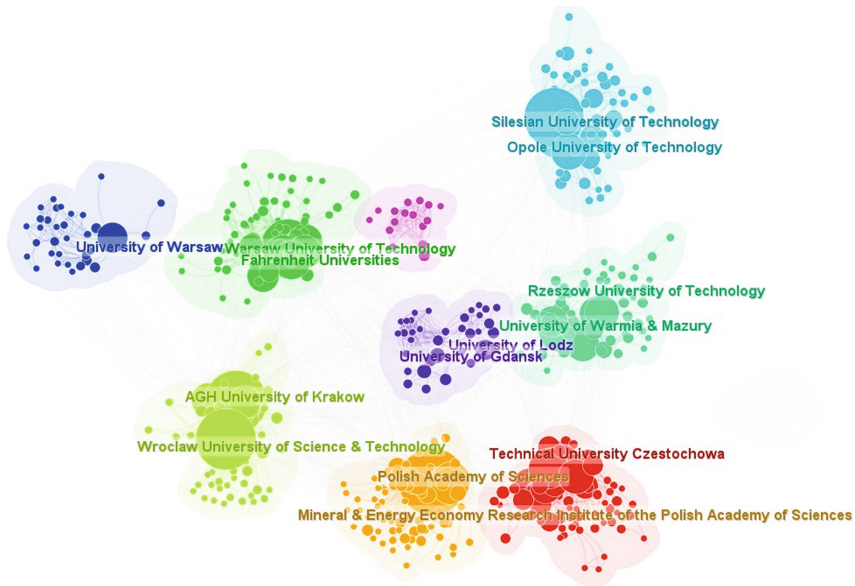 Silesian University of Technology
Opole University of Technology
University of Warsaw
Warsaw University of Technology
Fahrenheit Universities
Rzeszow University of Technology
University of Warmia & Mazury
University of Lodz
University of Gdansk
AGH University of Krakow
Wroclaw University of Science & Technology
Technical University Czestochowa
Polish Academy of Sciences
Mineral & Energy Economy Research Institute of the Polish Academy of Sciences